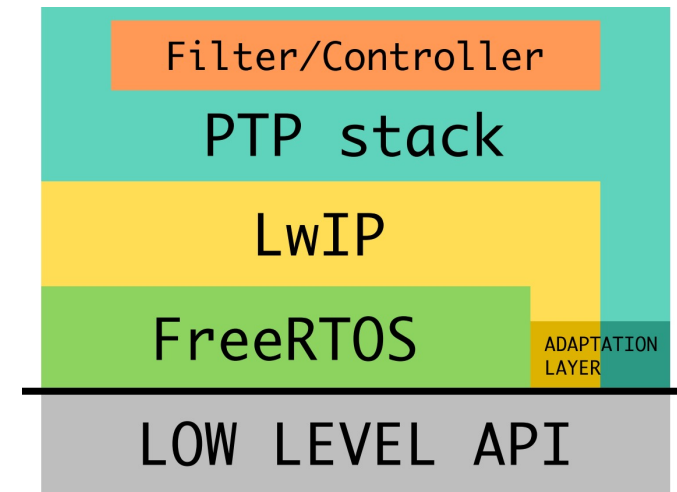 Filter/Controller
PTP stack
LwIP
FreeRTOS
ADAPTATION
LAYER
LOW LEVEL API